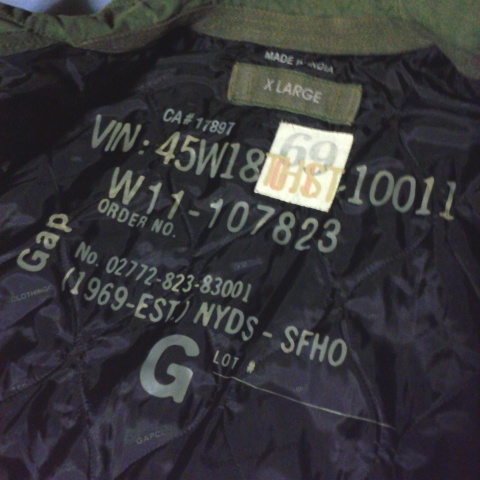 MADE IN INDIA
X LARGE
CA# 17897
69
VIN: 45W18 10011
W11-107823
ORDER NO.
Gap
No. 02772-823-83001
(1969-EST) NYDS - SFHO
G LOT #